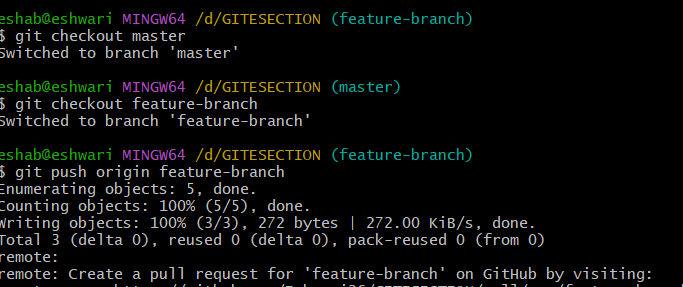 eshab@eshwari MINGW64 /d/GITESECTION (feature-branch)
$ git checkout master
Switched to branch 'master'
eshab@eshwari MINGW64 /d/GITESECTION (master)
$ git checkout feature-branch
Switched to branch 'feature-branch'
eshab@eshwari MINGW64 /d/GITESECTION (feature-branch)
$ git push origin feature-branch
Enumerating objects: 5, done.
Counting objects: 100% (5/5), done.
Writing objects: 100% (3/3), 272 bytes | 272.00 KiB/s, done.
Total 3 (delta 0), reused 0 (delta 0), pack-reused 0 (from 0)
remote:
remote: Create a pull request for 'feature-branch' on GitHub by visiting: